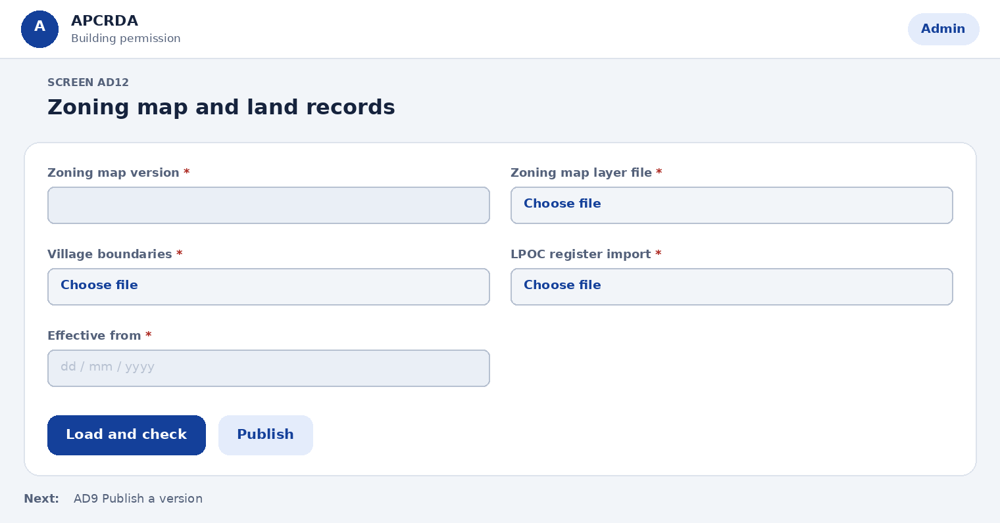 A
APCRDA
Building permission
Admin
SCREEN AD12
Zoning map and land records
Zoning map version *
Zoning map layer file *
Choose file
Village boundaries *
LPOC register import *
Choose file
Choose file
Effective from *
dd / mm / yyyy
Load and check
Publish
Next: AD9 Publish a version